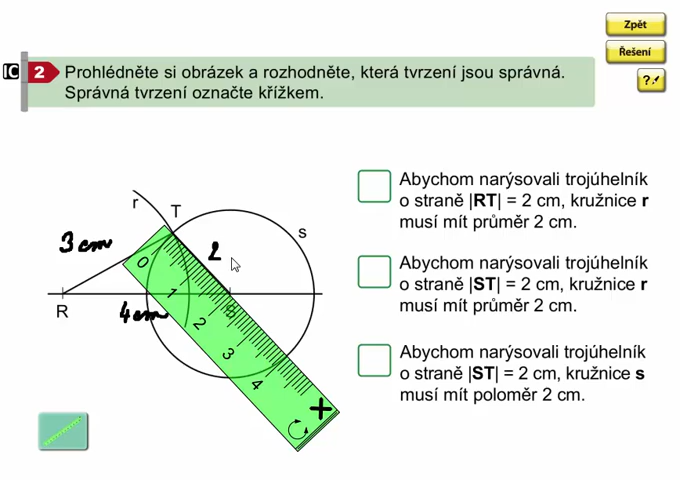 Zpět
Řešení
?
2 Prohlédněte si obrázek a rozhodněte, která tvrzení jsou správná.
Správná tvrzení označte křížkem.
Abychom narýsovali trojúhelník
o straně |RT| = 2 cm, kružnice r
musí mít průměr 2 cm.
Abychom narýsovali trojúhelník
o straně |ST| = 2 cm, kružnice r
musí mít průměr 2 cm.
Abychom narýsovali trojúhelník
o straně |ST| = 2 cm, kružnice s
musí mít poloměr 2 cm.
r
T
s
3 cm
2
0
1
2
3
4
R
4 cm
S